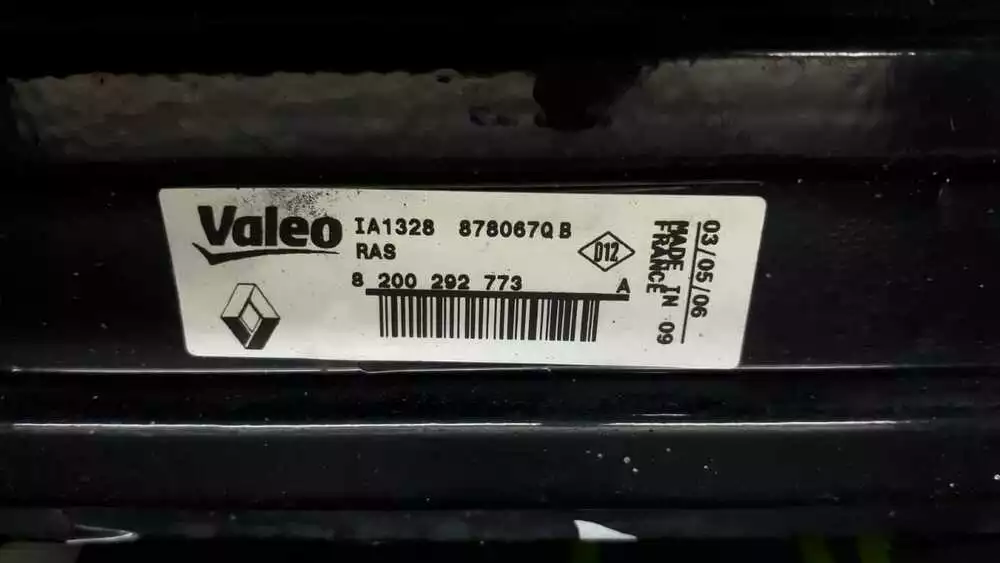 Valeo
IA1328 878067Q B
RAS
D12
8 200 292 773 A
03/05/06
MADE IN 09
FRANCE